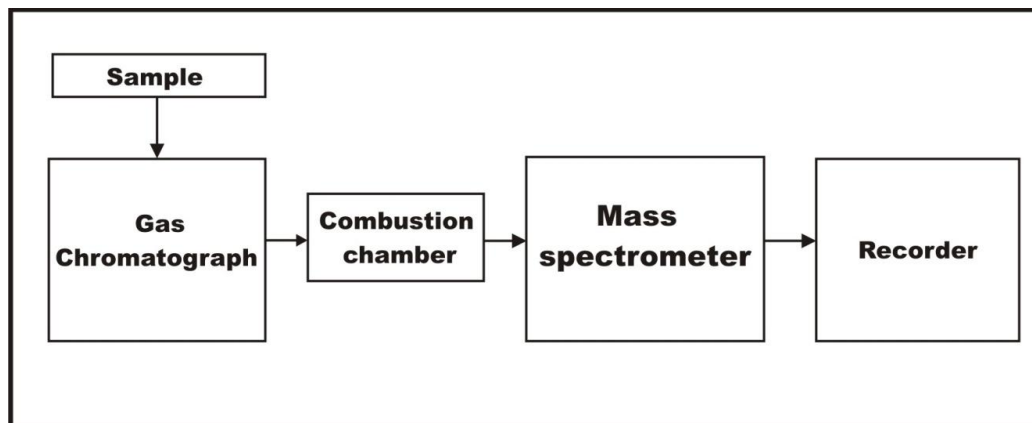 Sample
Gas
Chromatograph
Combustion
chamber
Mass
spectrometer
Recorder